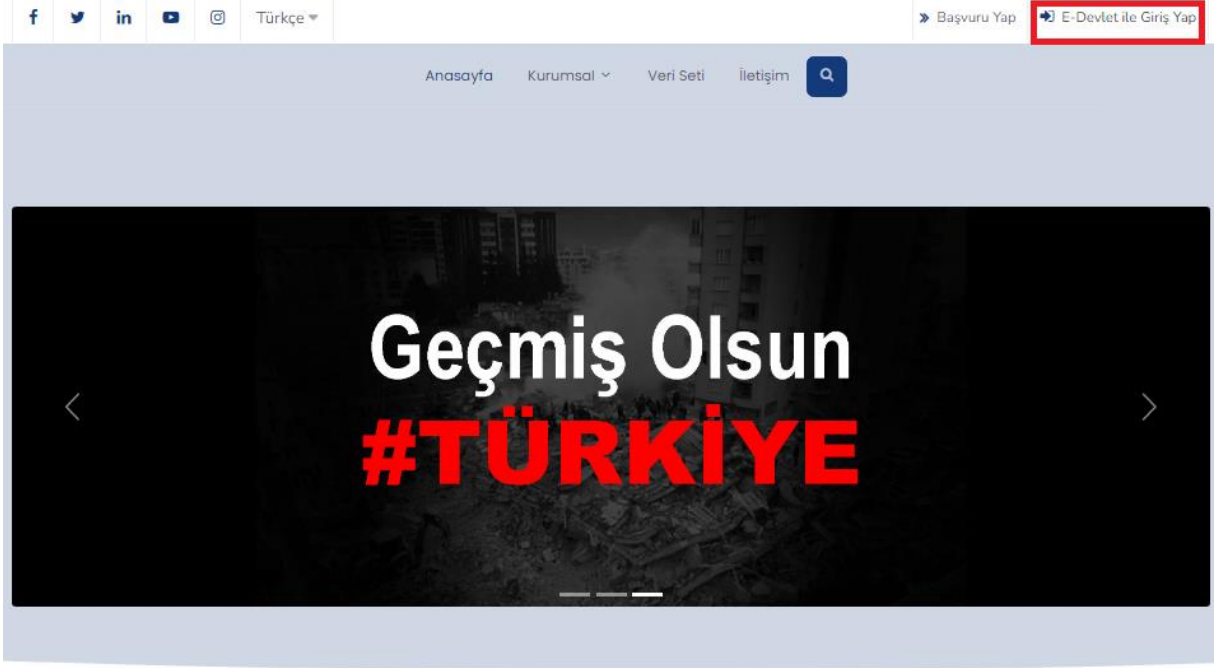 Türkçe
Başvuru Yap
E-Devlet ile Giriş Yap
Anasayfa Kurumsal Veri Seti İletişim
Geçmiş Olsun
#TÜRKİYE